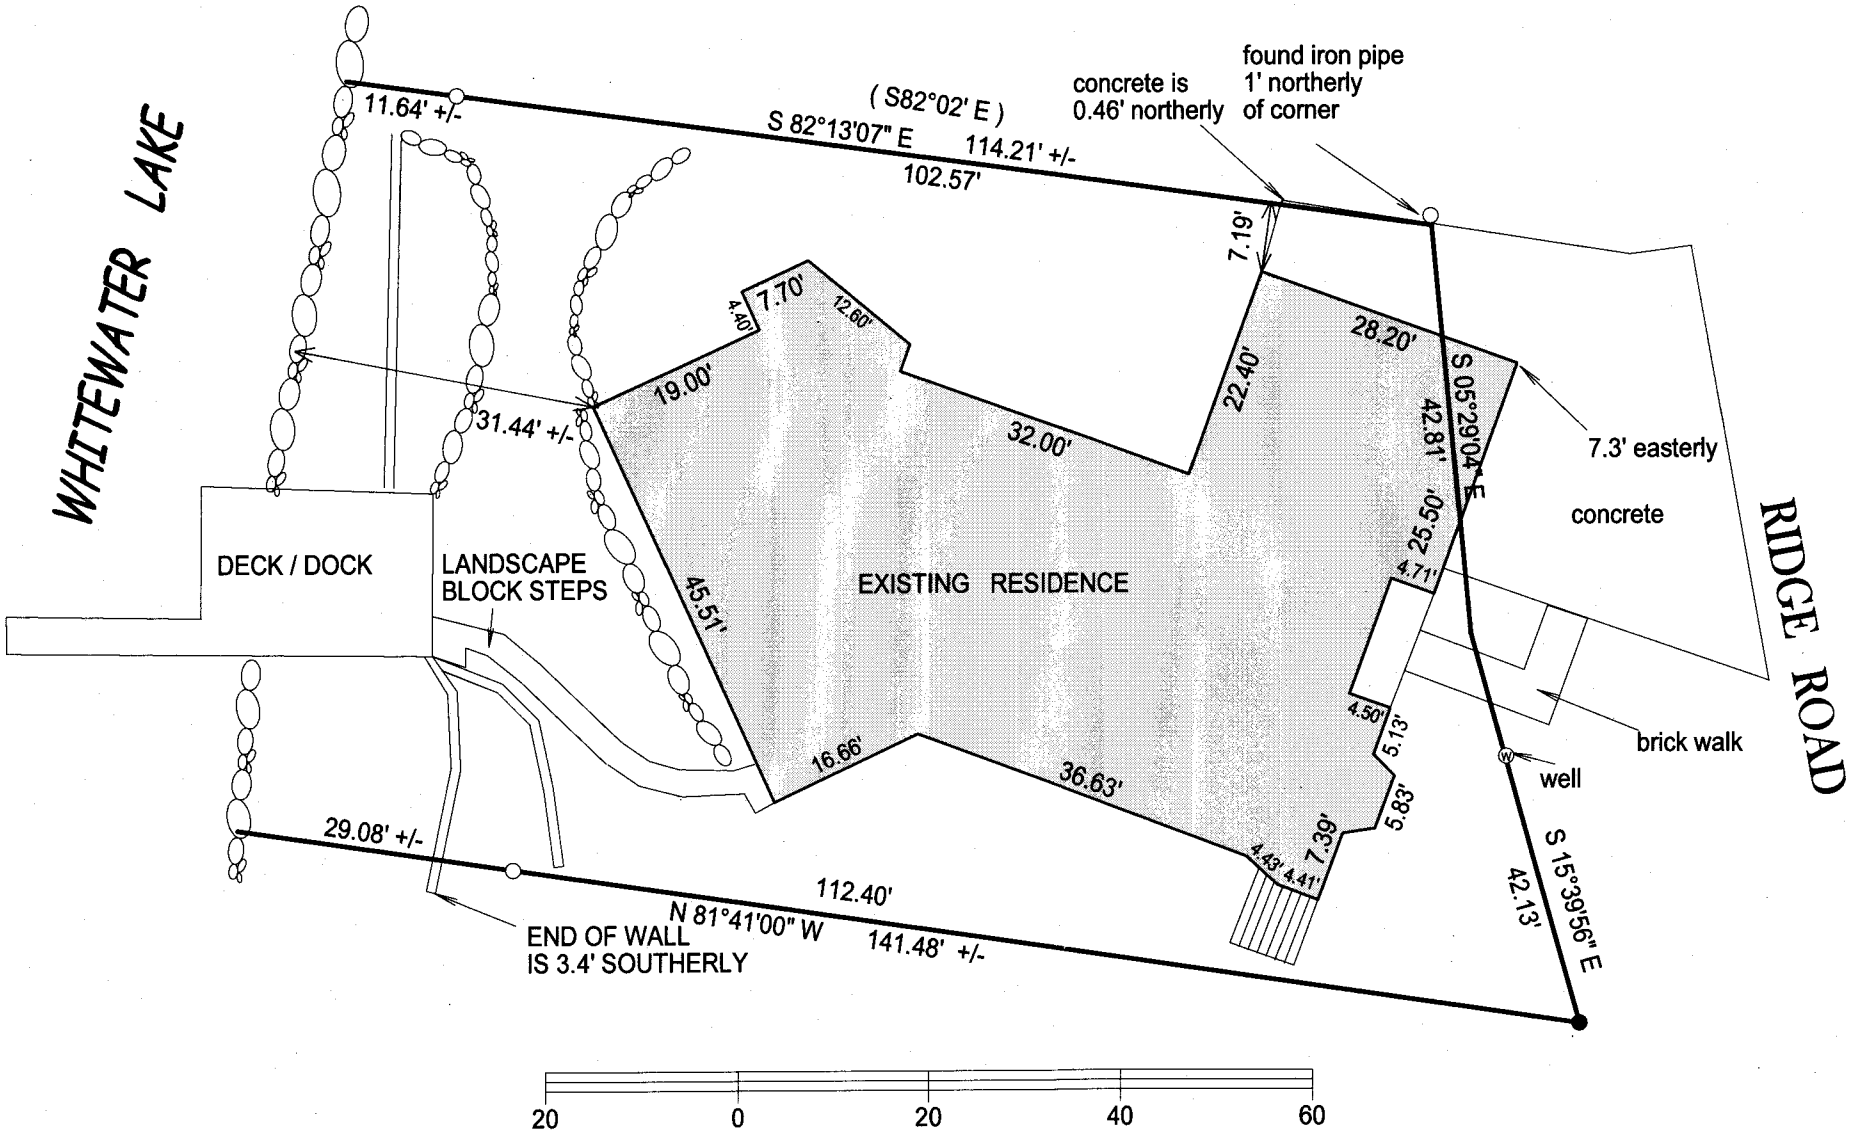 found iron pipe
1' northerly
of corner
concrete is
0.46' northerly
( S82°02' E )
S 82°13'07" E
114.21' +/-
102.57'
11.64' +/-
WHITEWATER LAKE
7.19'
7.70'
4.40'
12.60'
19.00'
28.20'
22.40'
32.00'
31.44' +/-
S 05°29'04" E
42.81'
7.3' easterly
concrete
25.50'
4.71'
RIDGE ROAD
DECK / DOCK
LANDSCAPE
BLOCK STEPS
45.51'
EXISTING RESIDENCE
4.50'
5.13'
brick walk
W
well
16.66'
36.63'
5.83'
7.39'
4.43'
4.41'
29.08' +/-
S 15°39'56" E
42.13'
112.40'
N 81°41'00" W
141.48' +/-
END OF WALL
IS 3.4' SOUTHERLY
20 0 20 40 60